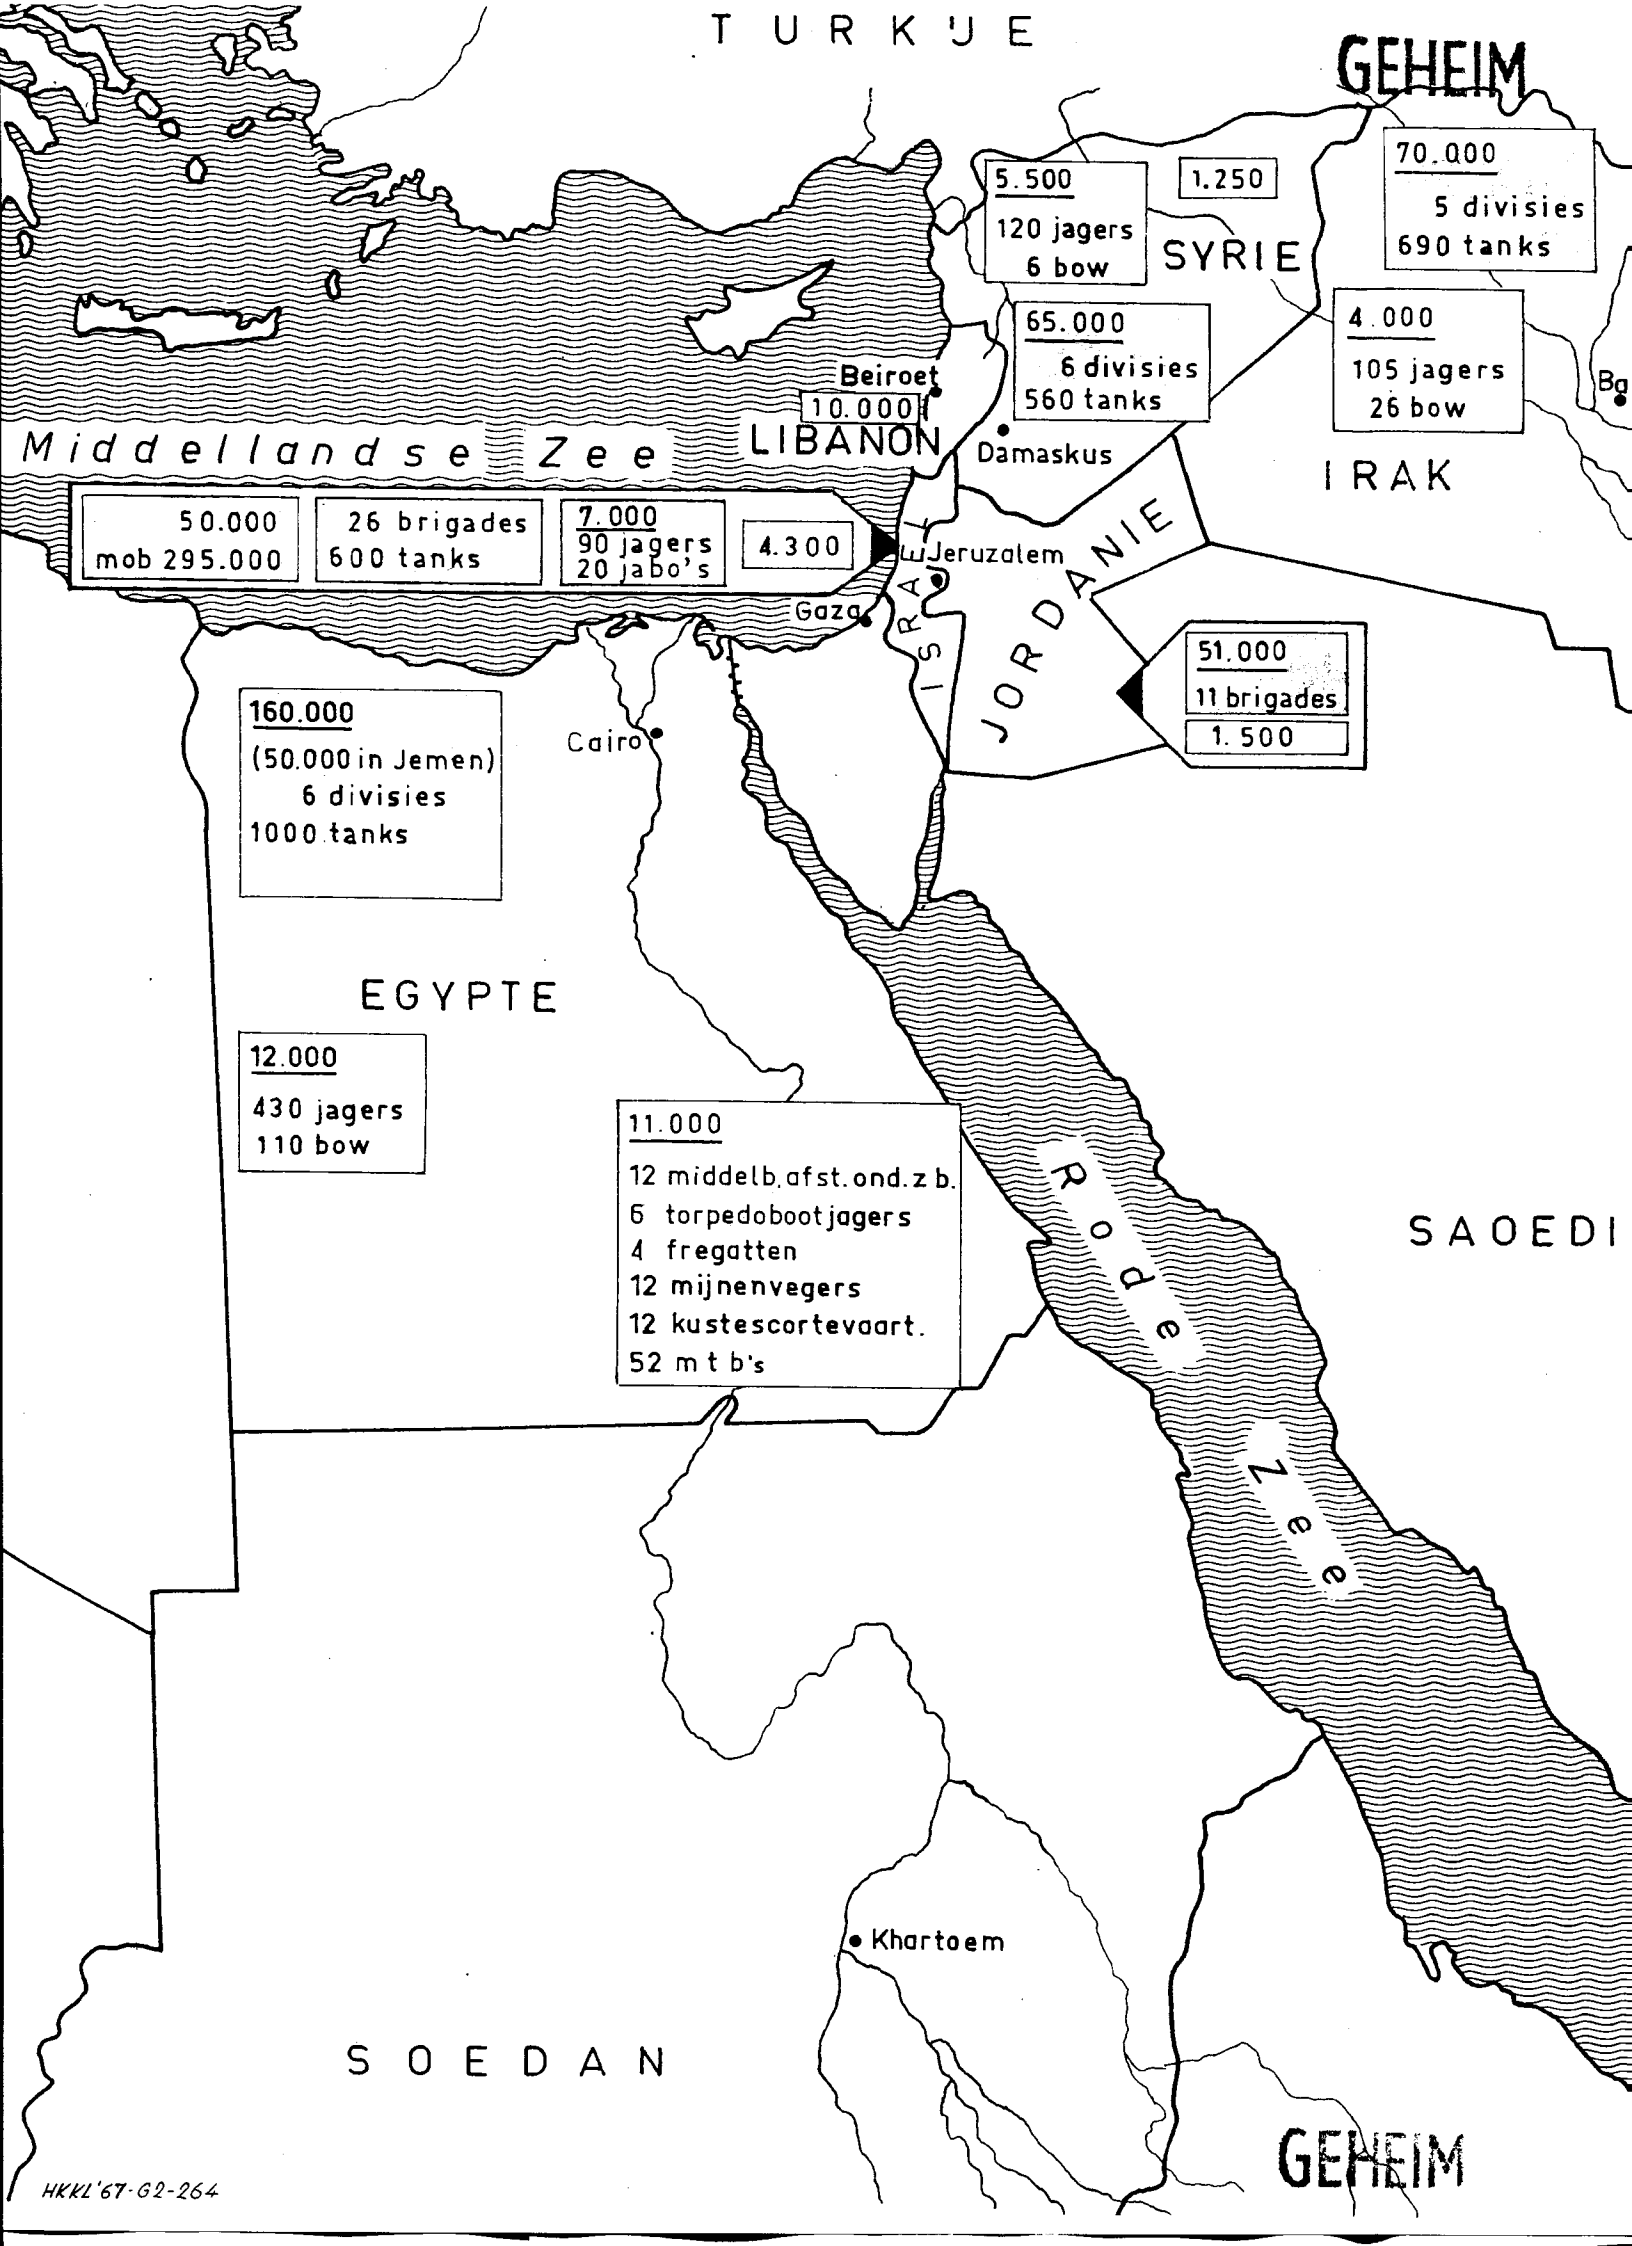 TURKIJE
GEHEIM
70.000
5 divisies
690 tanks
5.500
120 jagers
6 bow
1.250
SYRIE
65.000
6 divisies
560 tanks
4.000
105 jagers
26 bow
Ba
Beiroet
10.000
LIBANON
Damaskus
IRAK
Middellandse Zee
50.000
mob 295.000
26 brigades
600 tanks
7.000
90 jagers
20 jabo's
4.300
ISRAEL
Jeruzalem
JORDANIE
Gaza
51.000
11 brigades
1.500
160.000
(50.000 in Jemen)
6 divisies
1000 tanks
Cairo
EGYPTE
12.000
430 jagers
110 bow
11.000
12 middelb. afst. ond. z b.
6 torpedobootjagers
4 fregatten
12 mijnenvegers
12 kustescortevaart.
52 m t b's
Rode Zee
SAOEDI
Khartoem
SOEDAN
GEHEIM
HKKL'67-G2-264